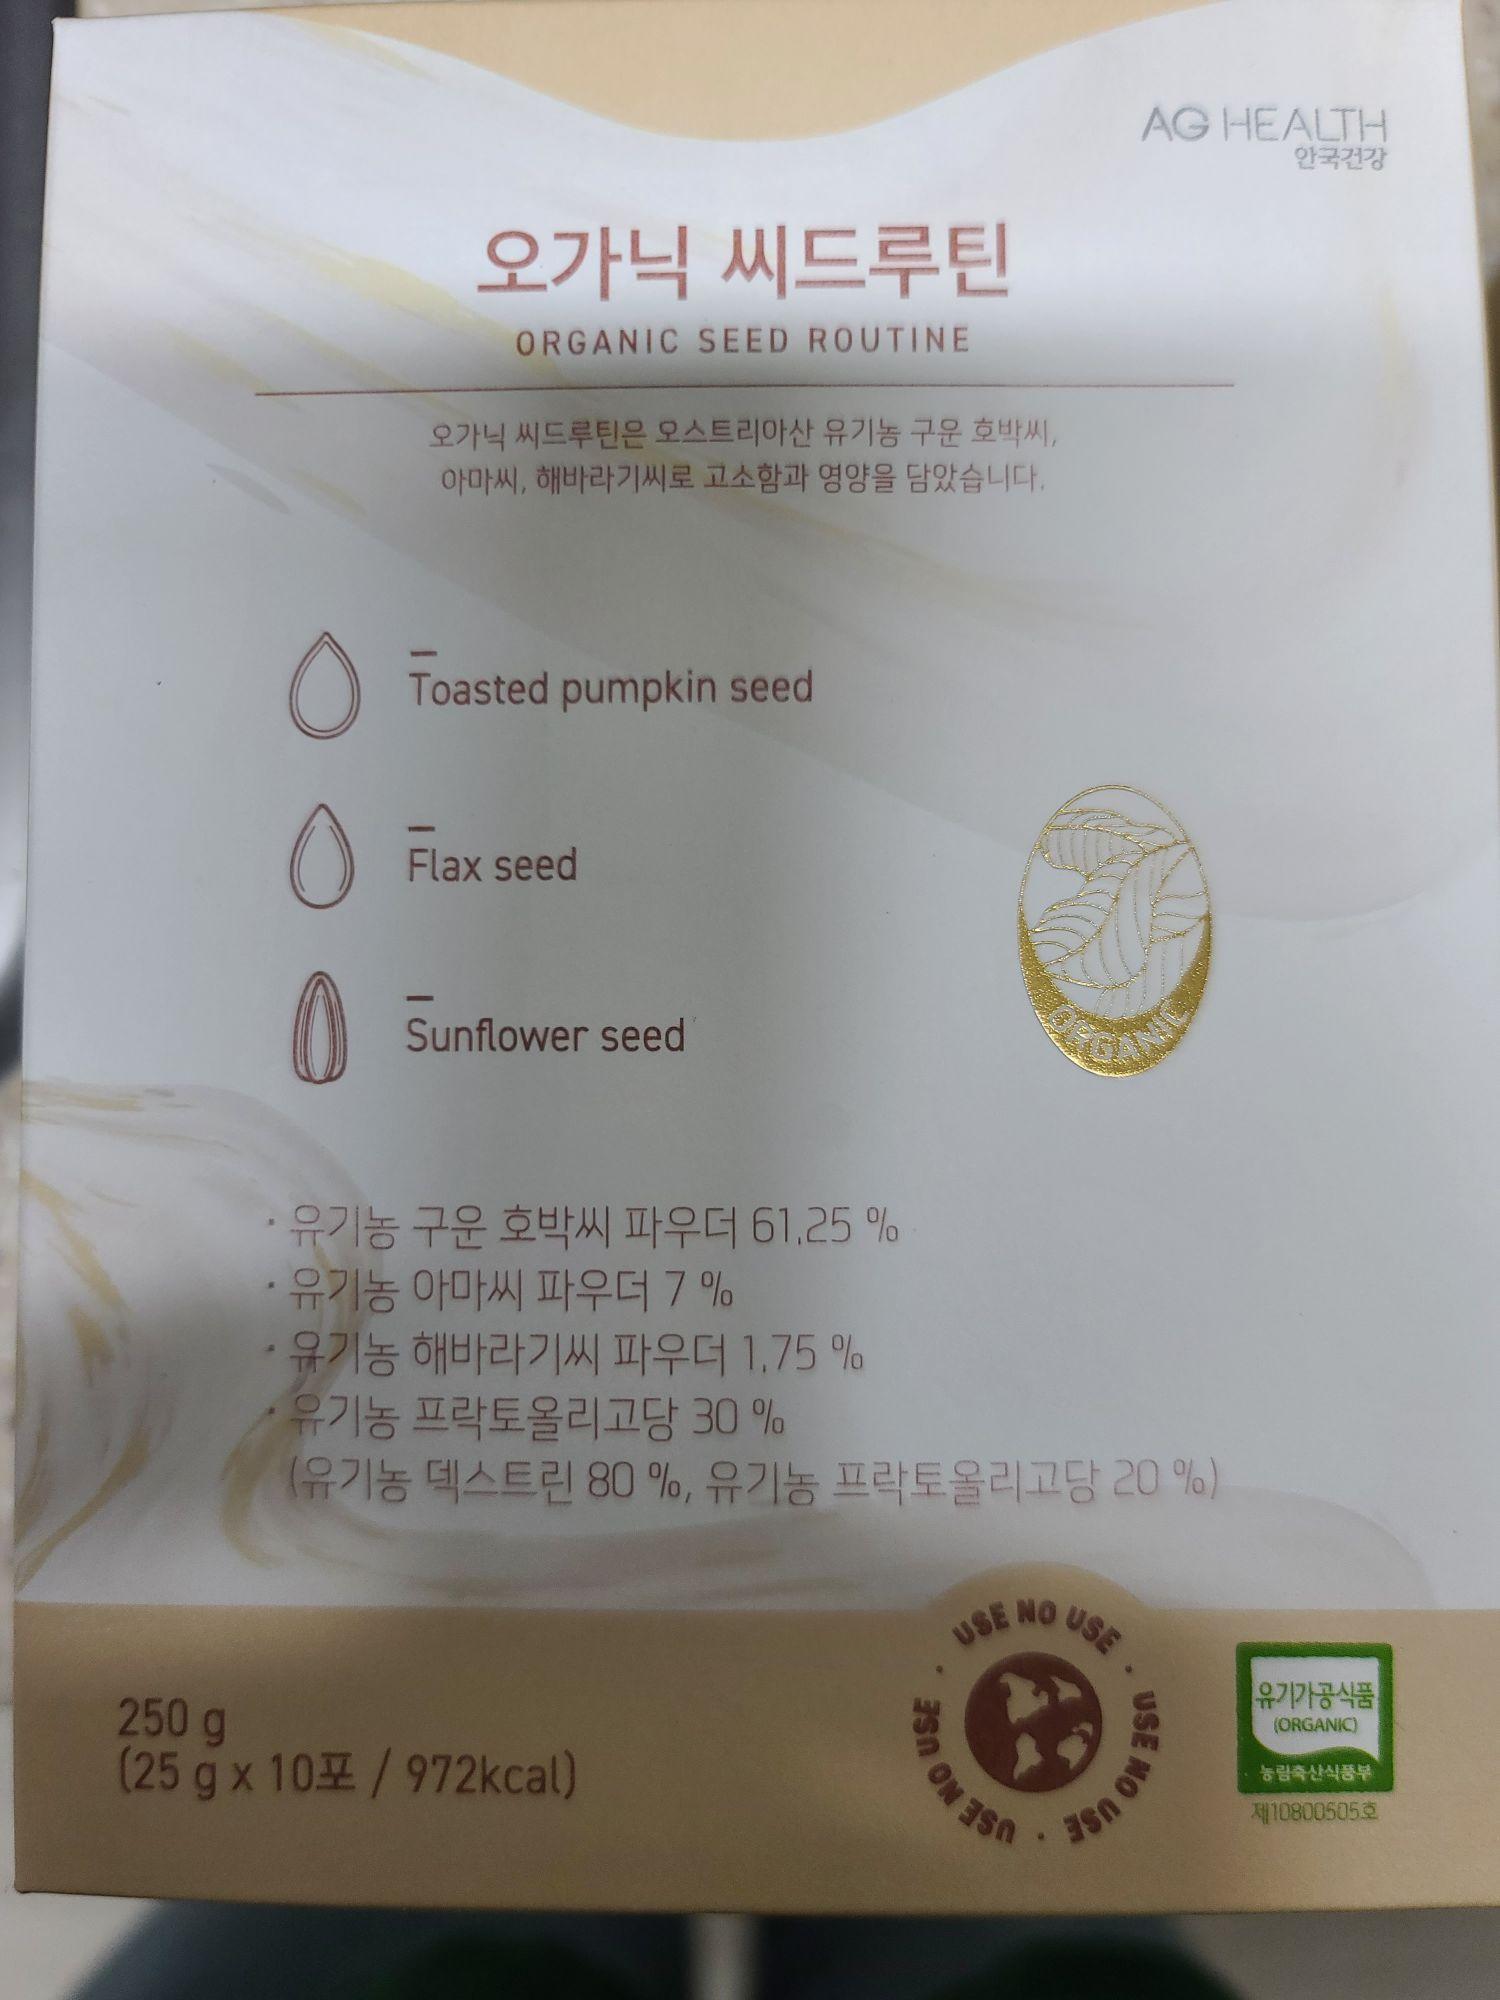 AG HEALTH
안국건강
오가닉 씨드루틴
ORGANIC SEED ROUTINE
오가닉 씨드루틴은 오스트리아산 유기농 구운 호박씨,
아마씨, 해바라기씨로 고소함과 영양을 담았습니다.
Toasted pumpkin seed
Flax seed
Sunflower seed
ORGANIC
· 유기농 구운 호박씨 파우더 61.25 %
· 유기농 아마씨 파우더 7 %
· 유기농 해바라기씨 파우더 1.75 %
· 유기농 프락토올리고당 30 %
(유기농 덱스트린 80 %, 유기농 프락토올리고당 20 %)
250 g
(25 g x 10포 / 972kcal)
USE NO USE · USE NO USE · USE NO USE ·
유기가공식품
(ORGANIC)
농림축산식품부
제10800505호